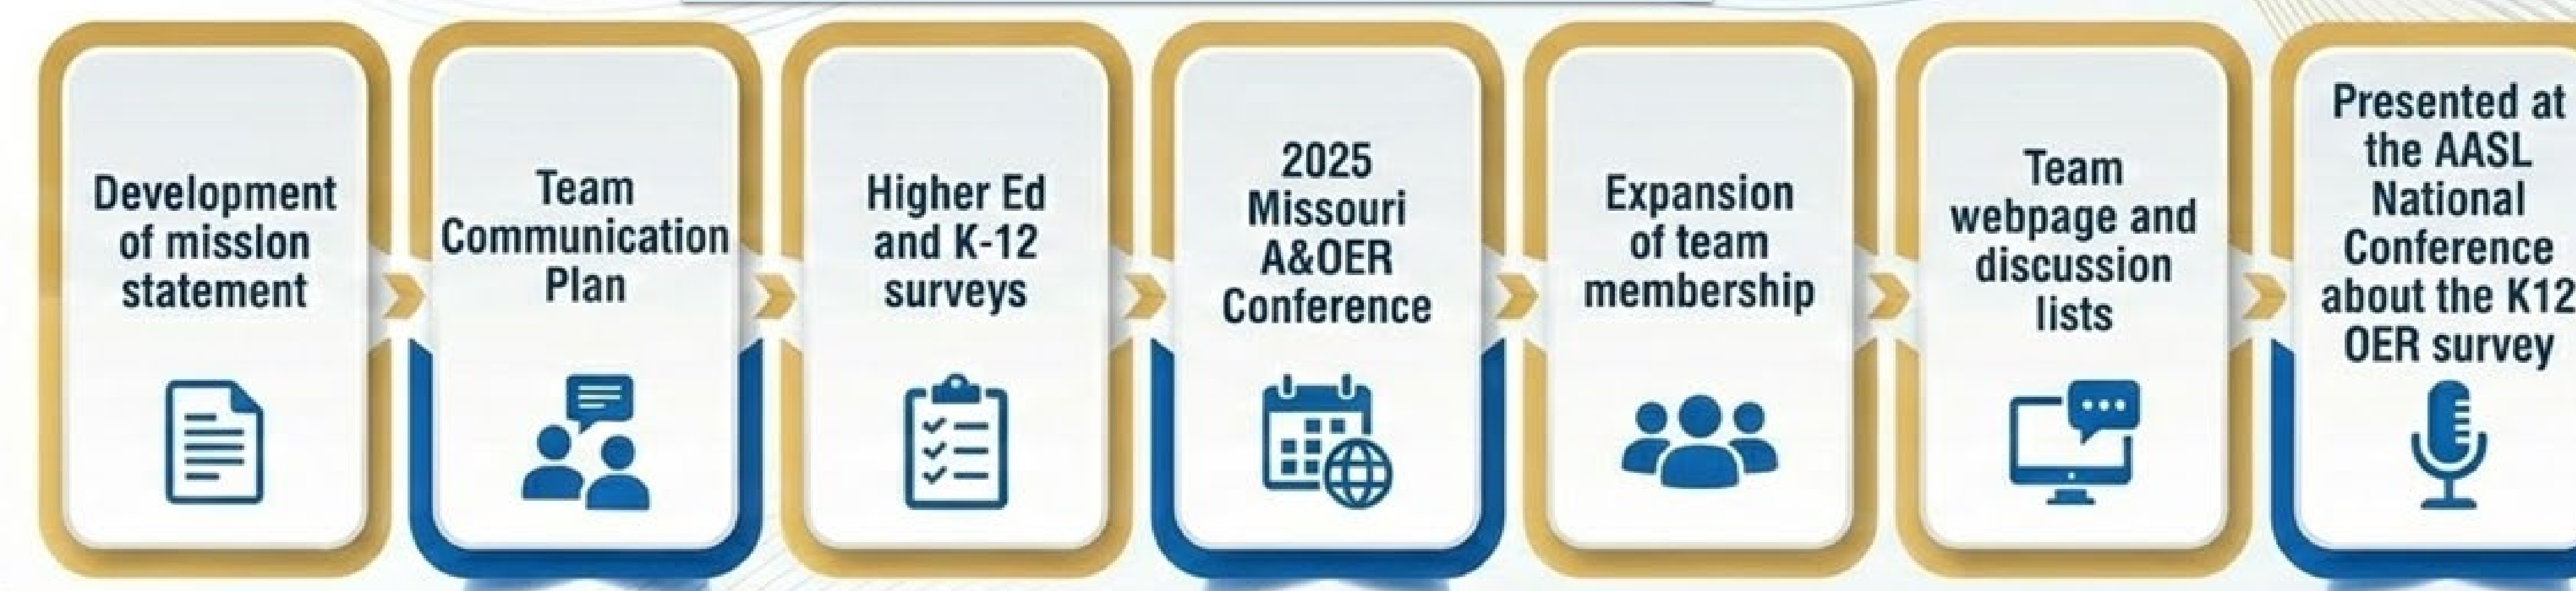 Development
of mission
statement
Team
Communication
Plan
Higher Ed
and K-12
surveys
2025
Missouri
A&OER
Conference
Expansion
of team
membership
Team
webpage and
discussion
lists
Presented at
the AASL
National
Conference
about the K12
OER survey